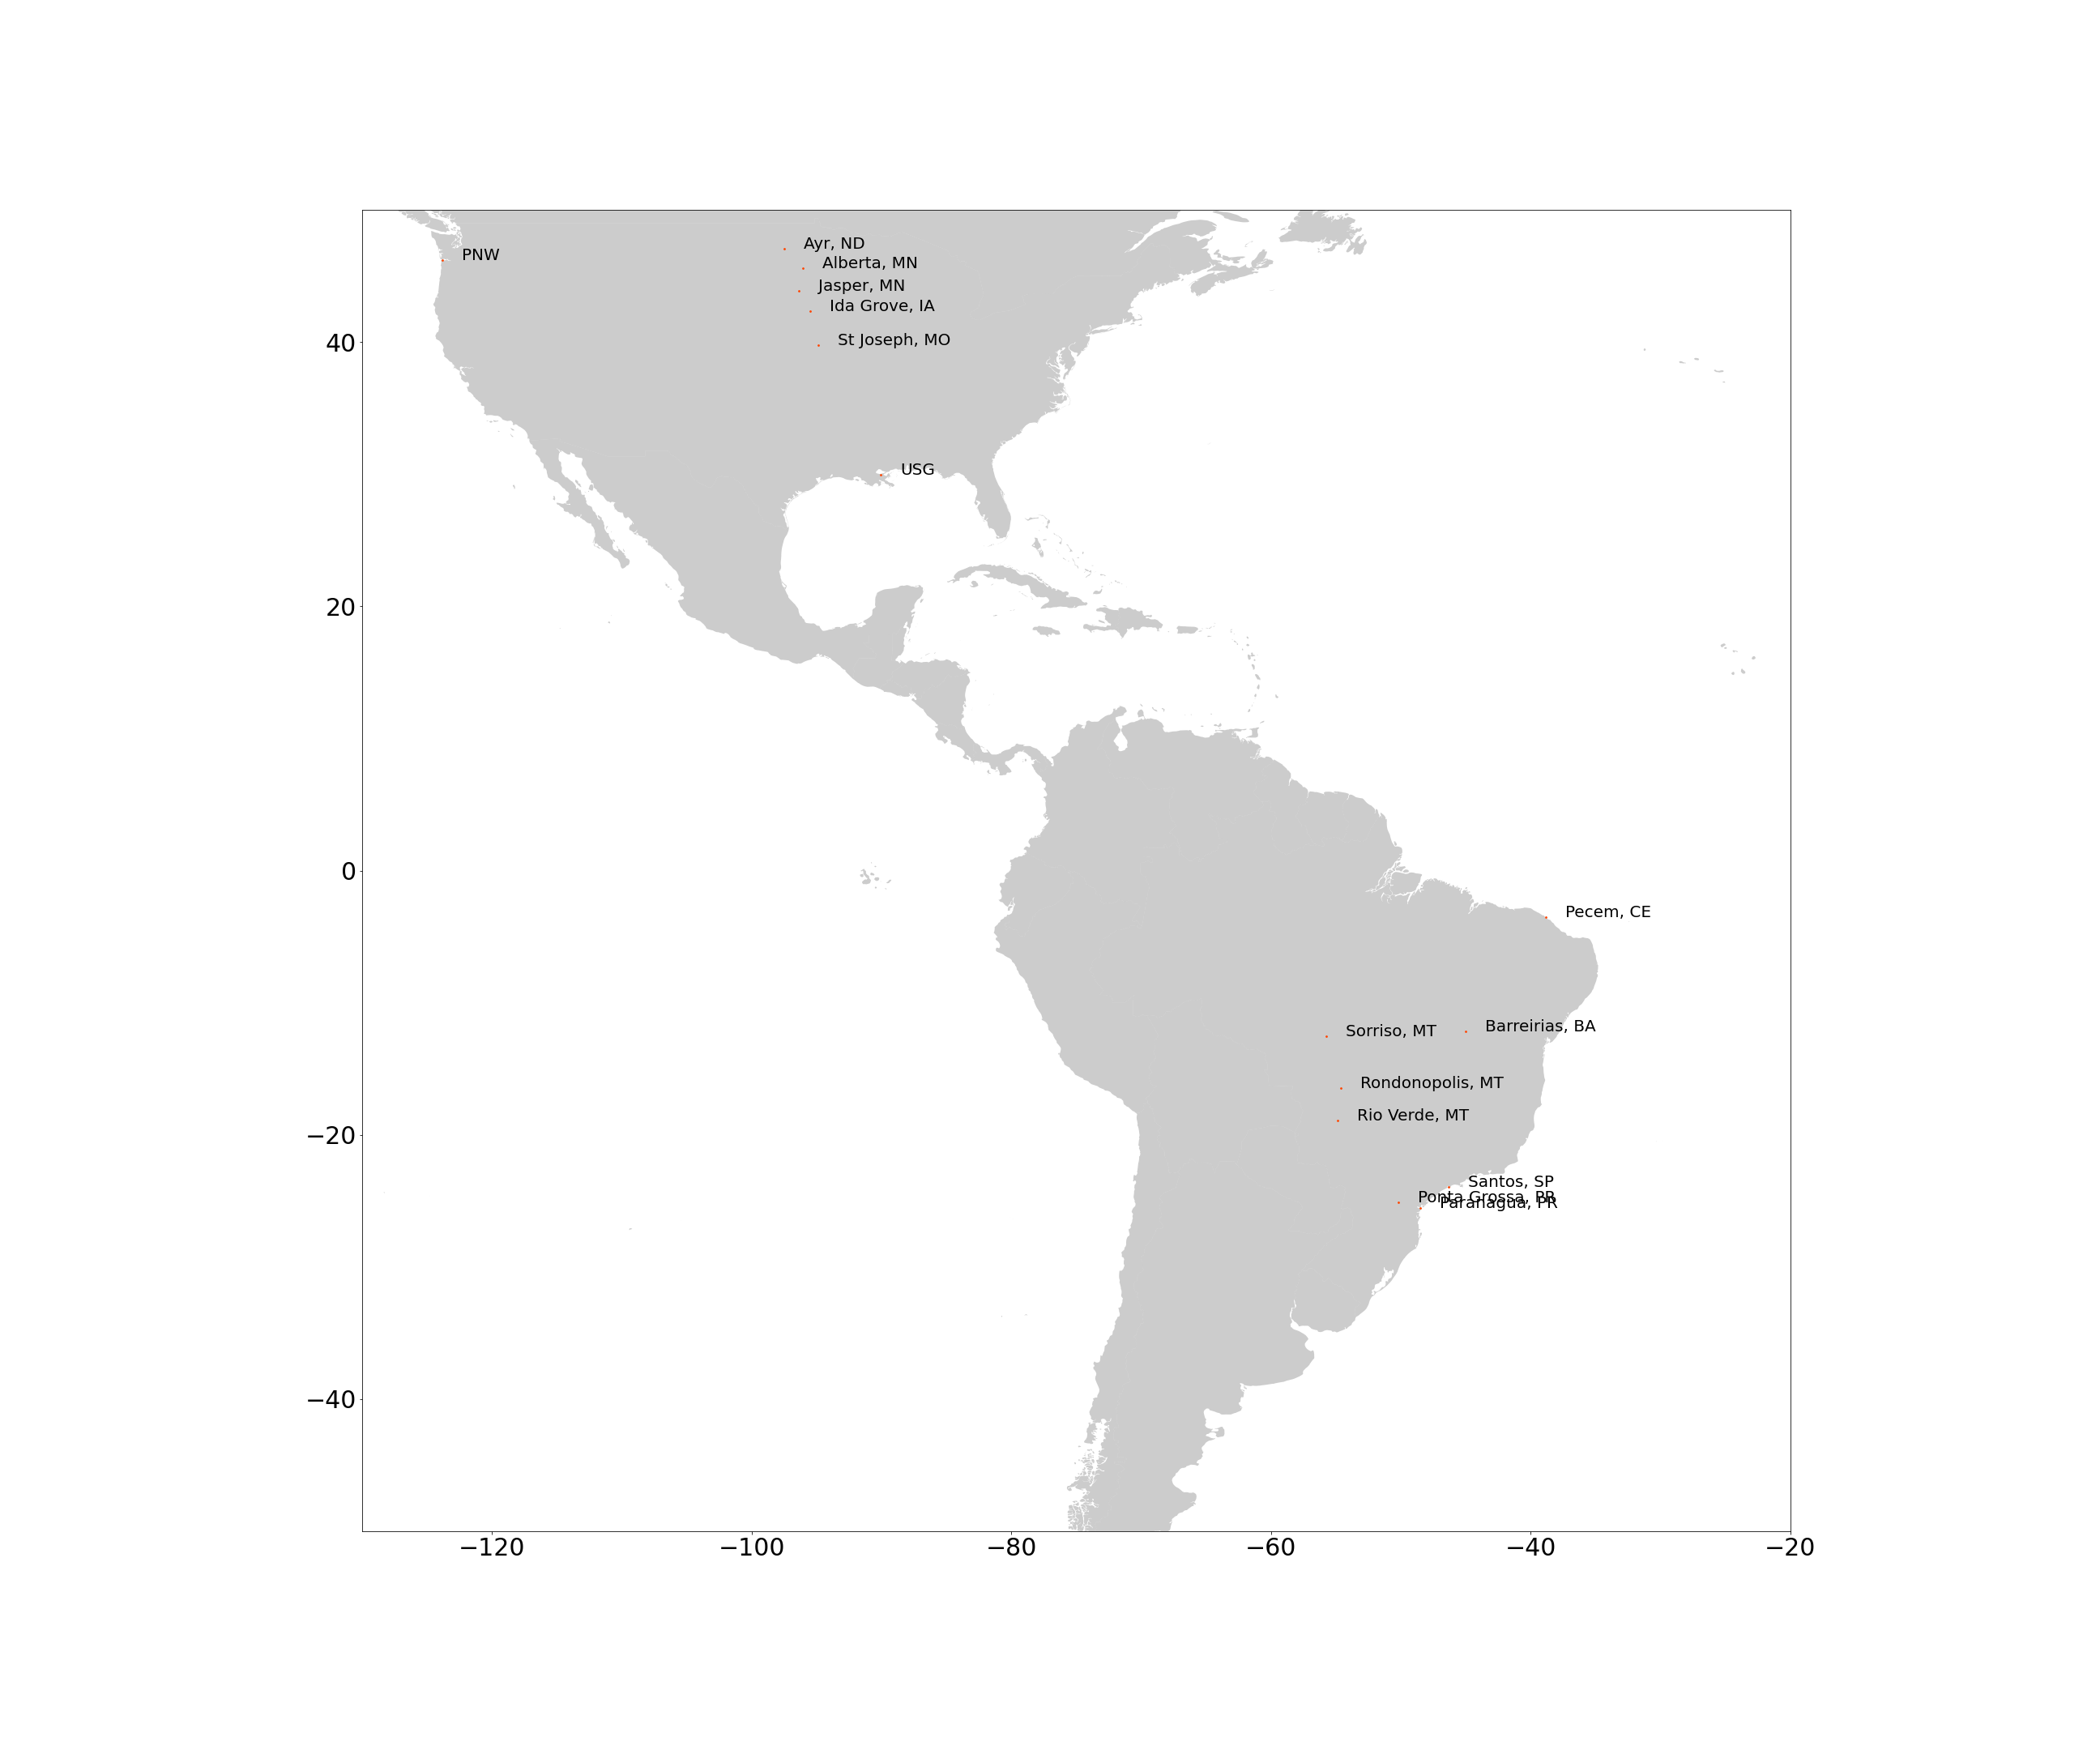 Ayr, ND
PNW
Alberta, MN
Jasper, MN
Ida Grove, IA
40
St Joseph, MO
USG
20
0
Pecem, CE
Barreirias, BA
Sorriso, MT
Rondonopolis, MT
Rio Verde, MT
−20
Santos, SP
Ponta Grossa, PR
Paranagua, PR
−40
−120
−100
−80
−60
−40
−20